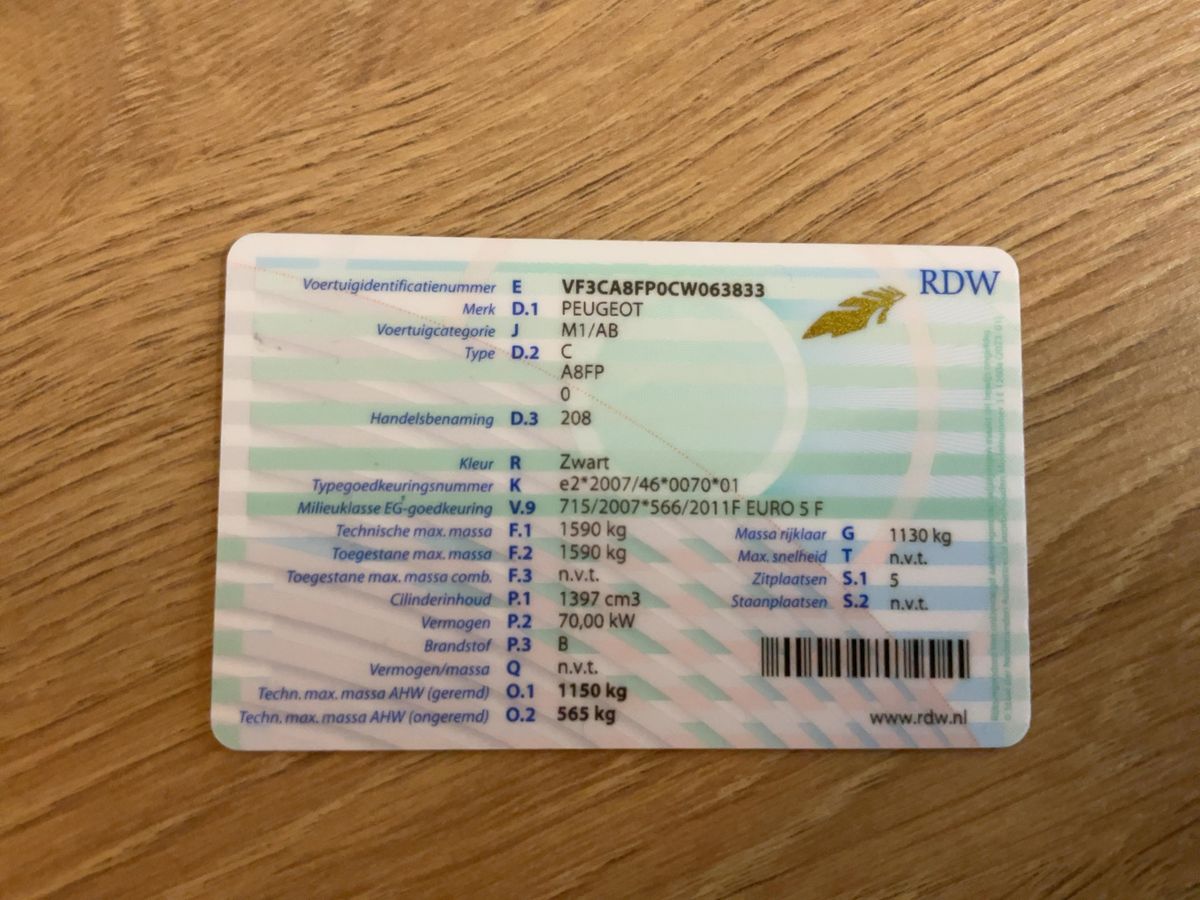 RDW
Voertuigidentificatienummer E VF3CA8FP0CW063833
Merk D.1 PEUGEOT
Voertuigcategorie J M1/AB
Type D.2 C
A8FP
0
Handelsbenaming D.3 208
Kleur R Zwart
Typegoedkeuringsnummer K e2*2007/46*0070*01
Milieuklasse EG-goedkeuring V.9 715/2007*566/2011F EURO 5 F
Technische max. massa F.1 1590 kg Massa rijklaar G 1130 kg
Toegestane max. massa F.2 1590 kg Max. snelheid T n.v.t.
Toegestane max. massa comb. F.3 n.v.t. Zitplaatsen S.1 5
Cilinderinhoud P.1 1397 cm3 Staanplaatsen S.2 n.v.t.
Vermogen P.2 70,00 kW
Brandstof P.3 B
Vermogen/massa Q n.v.t.
Techn. max. massa AHW (geremd) O.1 1150 kg
Techn. max. massa AHW (ongeremd) O.2 565 kg
www.rdw.nl